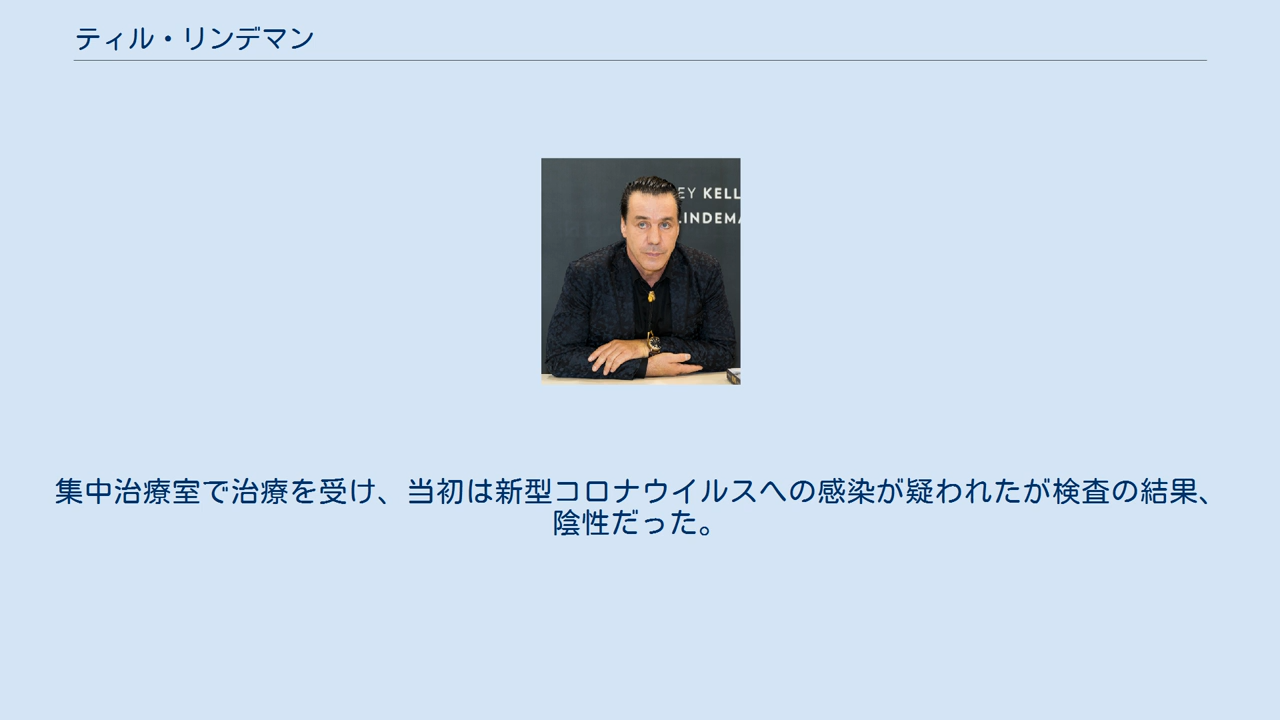 ティル・リンデマン
EY KELL
LINDEMA
集中治療室で治療を受け、当初は新型コロナウイルスへの感染が疑われたが検査の結果、
陰性だった。